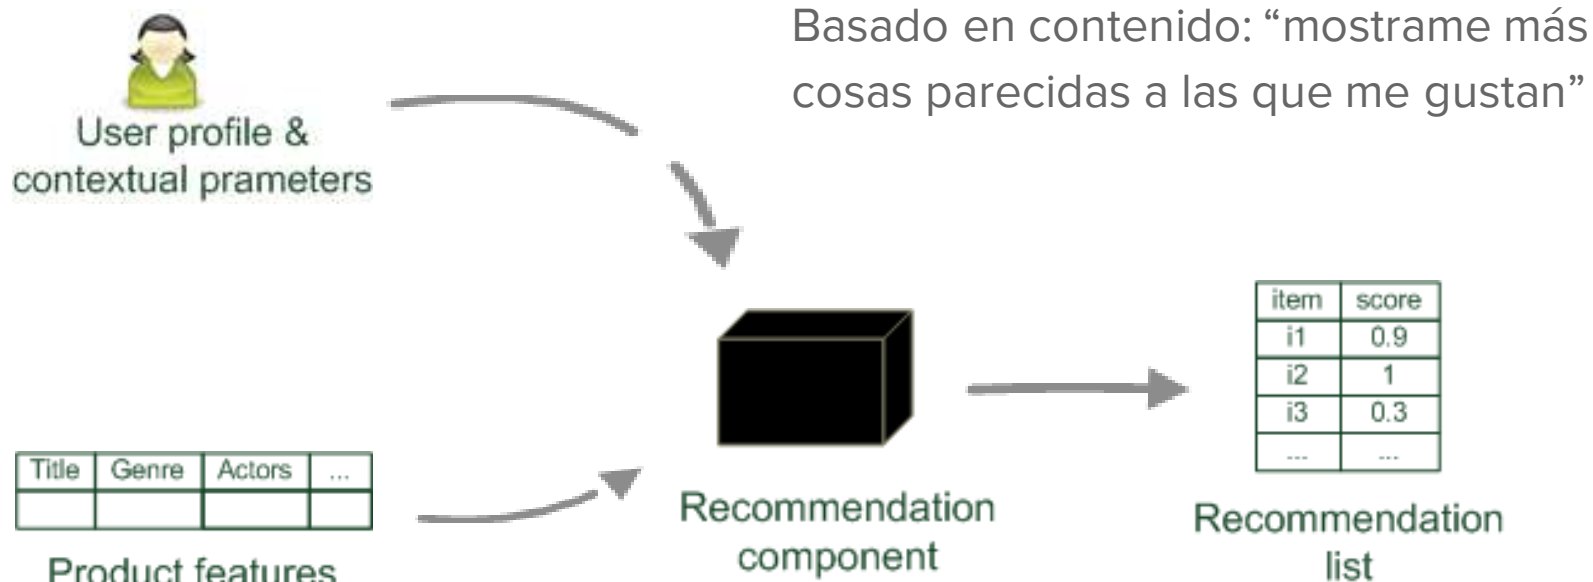 Basado en contenido: “mostrame más
cosas parecidas a las que me gustan”
User profile &
contextual prameters
item score
i1 0.9
i2 1
i3 0.3
... ...
Title Genre Actors ...
Product features
Recommendation
component
Recommendation
list